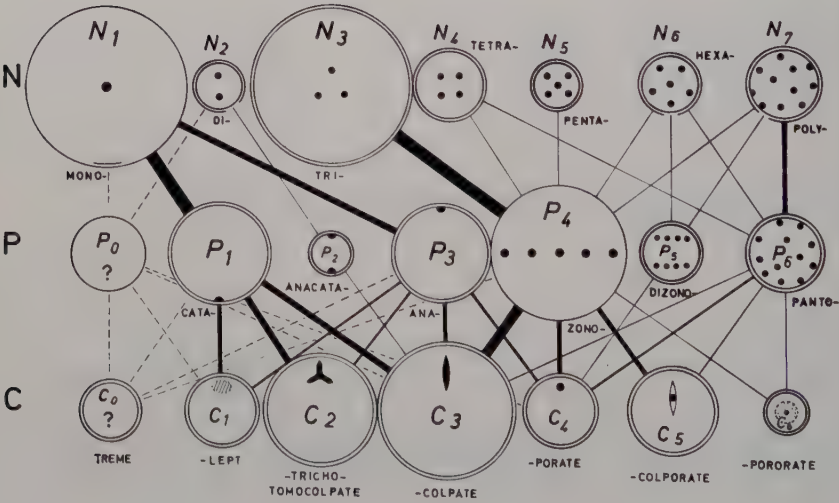 N
N1
N2
N3
N4
N5
N6
N7
MONO-
DI-
TRI-
TETRA-
PENTA-
HEXA-
POLY-
P
P0
?
P1
P2
P3
P4
P5
P6
CATA-
ANACATA-
ANA-
ZONO-
DIZONO-
PANTO-
C
C0
?
C1
C2
C3
C4
C5
C6
TREME
-LEPT
-TRICHO-
TOMOCOLPATE
-COLPATE
-PORATE
-COLPORATE
-PORORATE